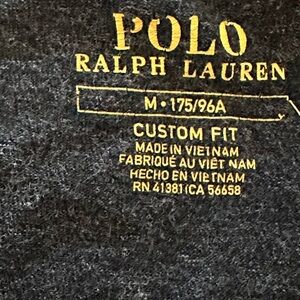 POLO
RALPH LAUREN
M • 175/96A
CUSTOM FIT
MADE IN VIETNAM
FABRIQUÉ AU VIÊT NAM
HECHO EN VIETNAM
RN 41381/CA 56658